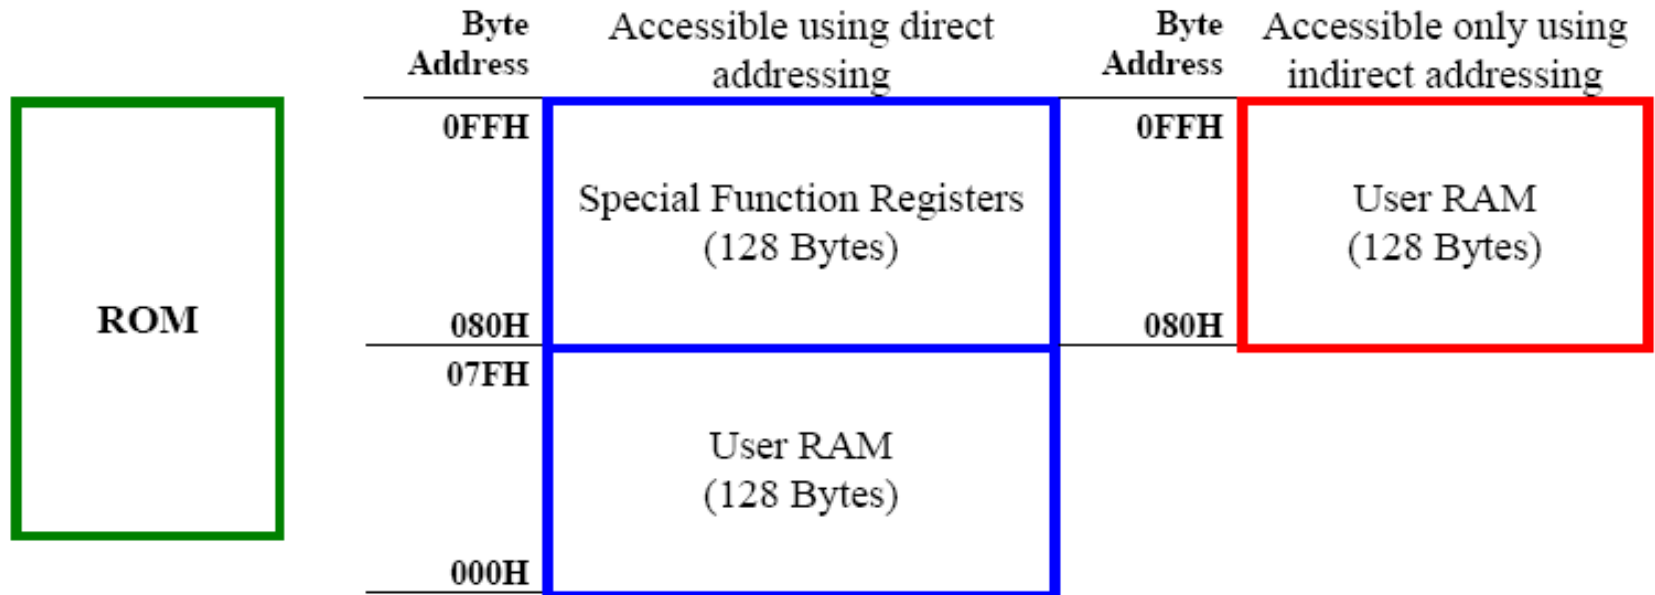 Byte
Address
Accessible using direct
addressing
Byte
Address
Accessible only using
indirect addressing
ROM
0FFH
Special Function Registers
(128 Bytes)
080H
07FH
User RAM
(128 Bytes)
000H
0FFH
User RAM
(128 Bytes)
080H